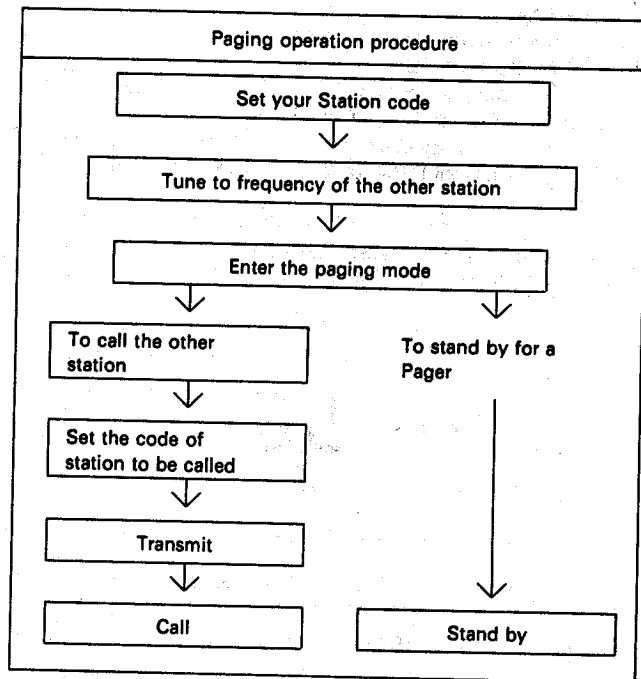 Paging operation procedure
Set your Station code
Tune to frequency of the other station
Enter the paging mode
To call the other
station
To stand by for a
Pager
Set the code of
station to be called
Transmit
Call
Stand by